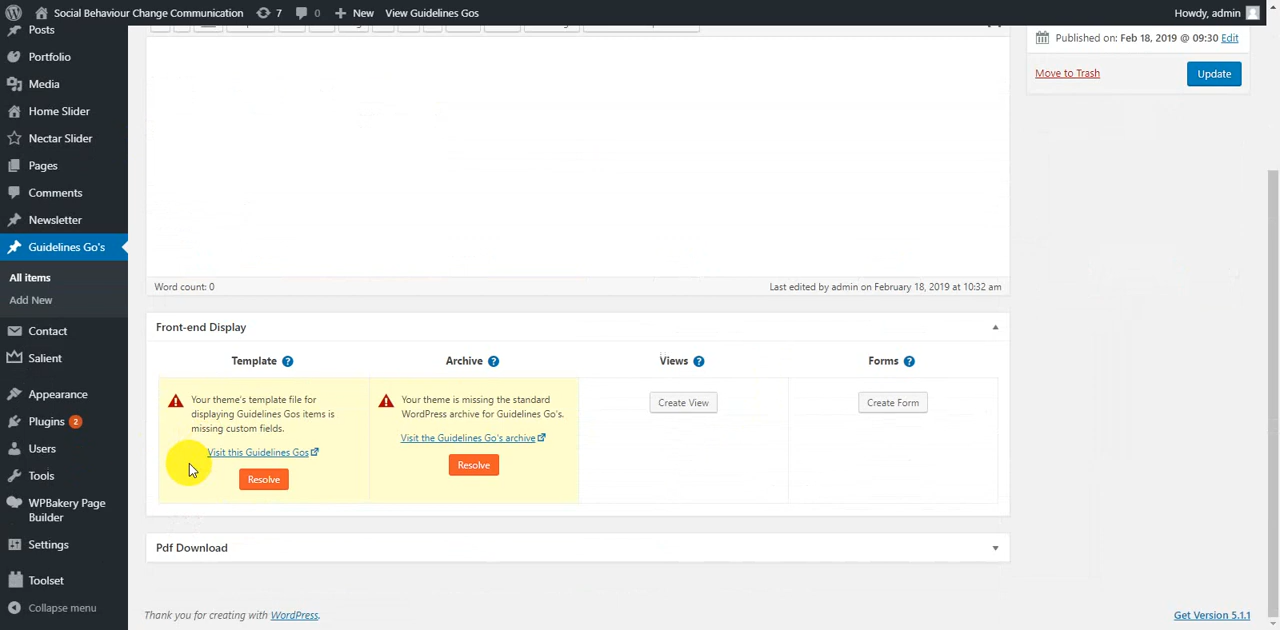 Social Behaviour Change Communication 7 0 New View Guidelines Gos Howdy, admin
Posts
Portfolio
Media
Home Slider
Nectar Slider
Pages
Comments
Newsletter
Guidelines Go's
All items
Add New
Contact
Salient
Appearance
Plugins 2
Users
Tools
WPBakery Page
Builder
Settings
Toolset
Collapse menu
Published on: Feb 18, 2019 @ 09:30 Edit
Move to Trash Update
Word count: 0 Last edited by admin on February 18, 2019 at 10:32 am
Front-end Display
Template ? Archive ? Views ? Forms ?
Your theme's template file for
displaying Guidelines Gos items is
missing custom fields.
Visit this Guidelines Gos
Resolve
Your theme is missing the standard
WordPress archive for Guidelines Go's.
Visit the Guidelines Go's archive
Resolve
Create View
Create Form
Pdf Download
Thank you for creating with WordPress. Get Version 5.1.1